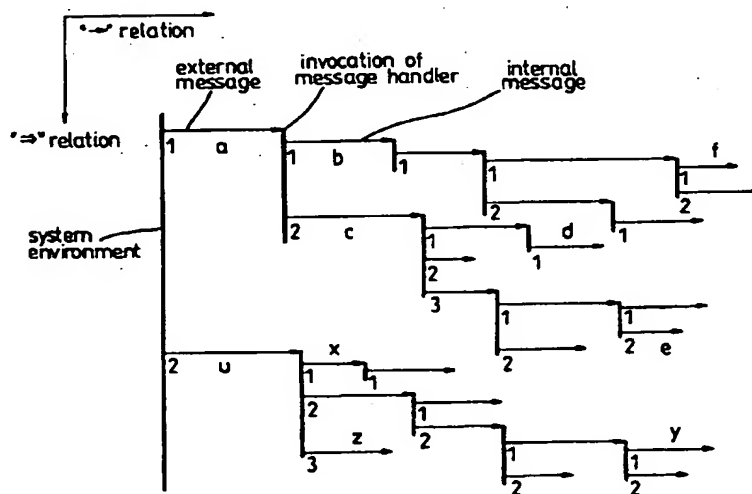 "→" relation
external message
invocation of message handler
internal message
"⇒" relation
1 a
1 b
1
1
f
1
2
2
1
system environment
2 c
1
d
1
2
3
1
1
2 e
2
2 u
x
1
1
2
1
2
z
3
1
y
1
2
2